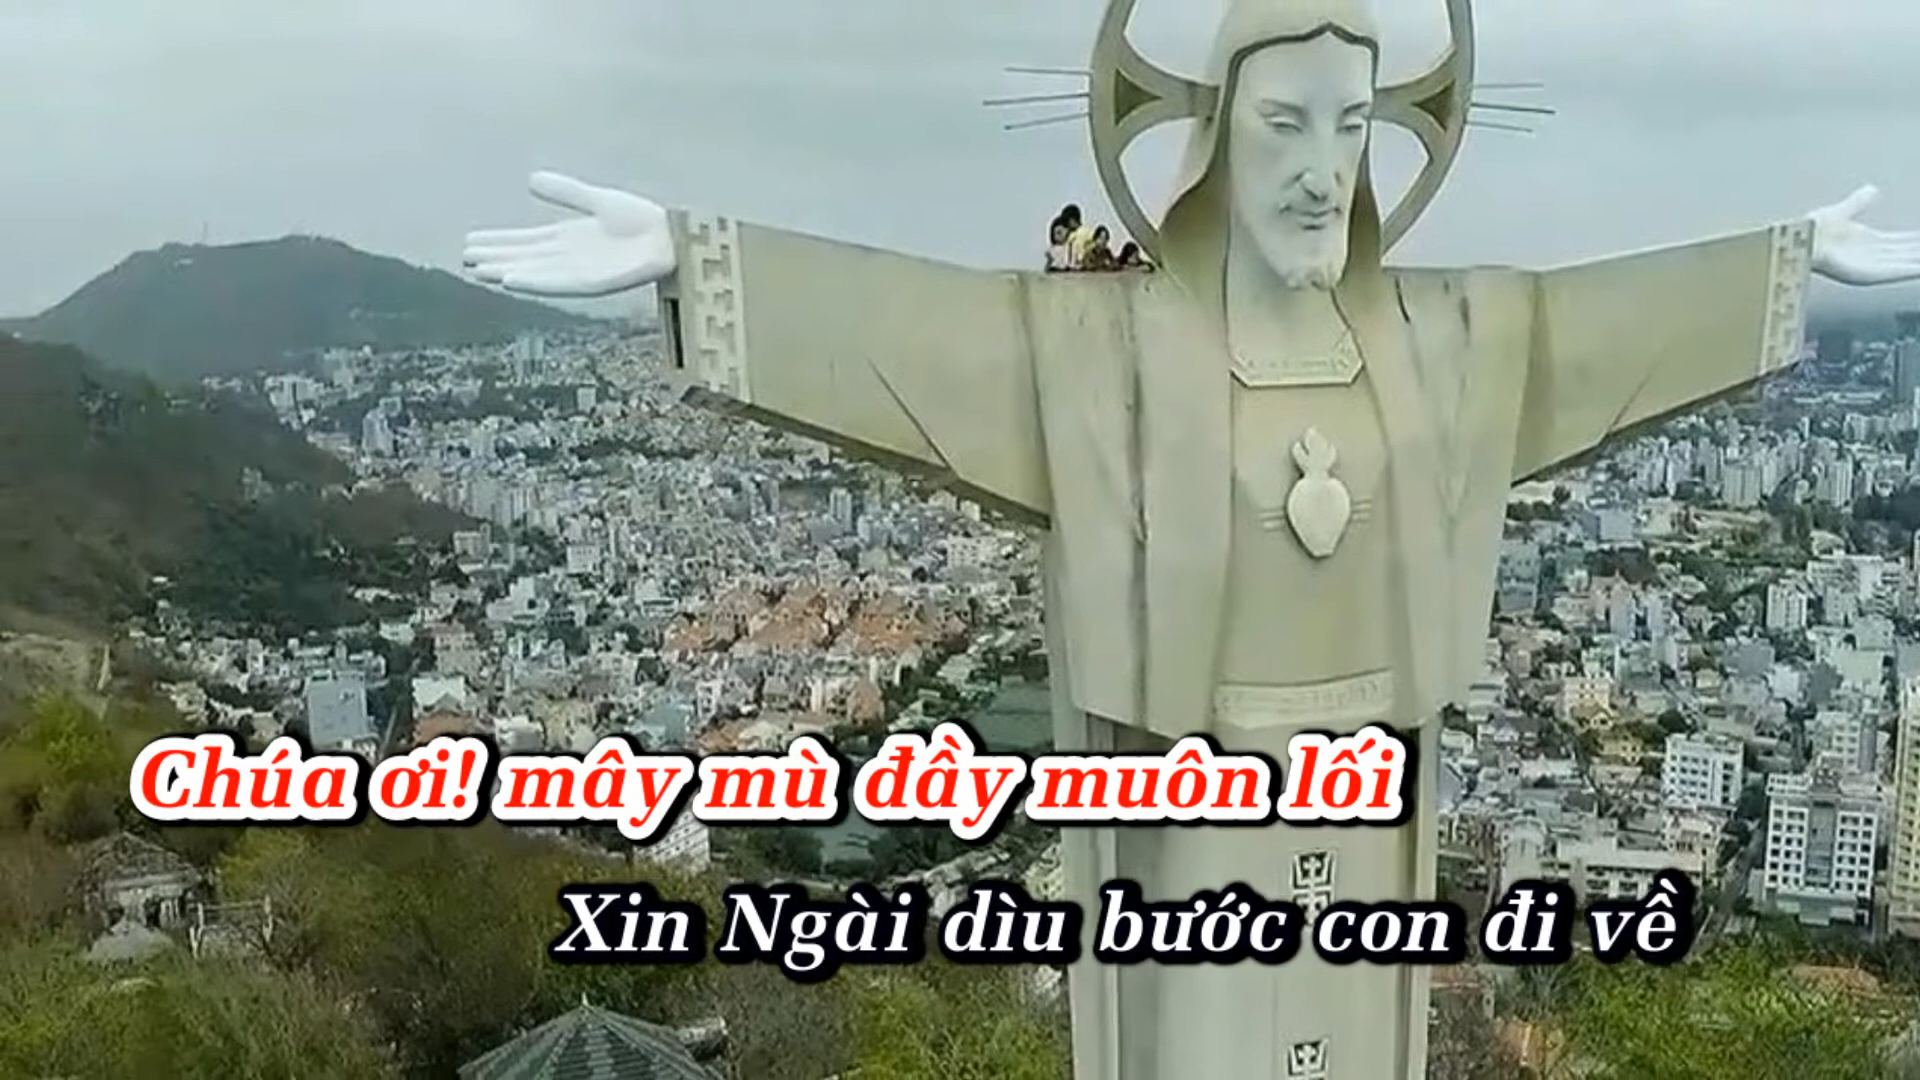 Chúa ơi! mây mù đầy muôn lối
Xin Ngài dìu bước con đi về